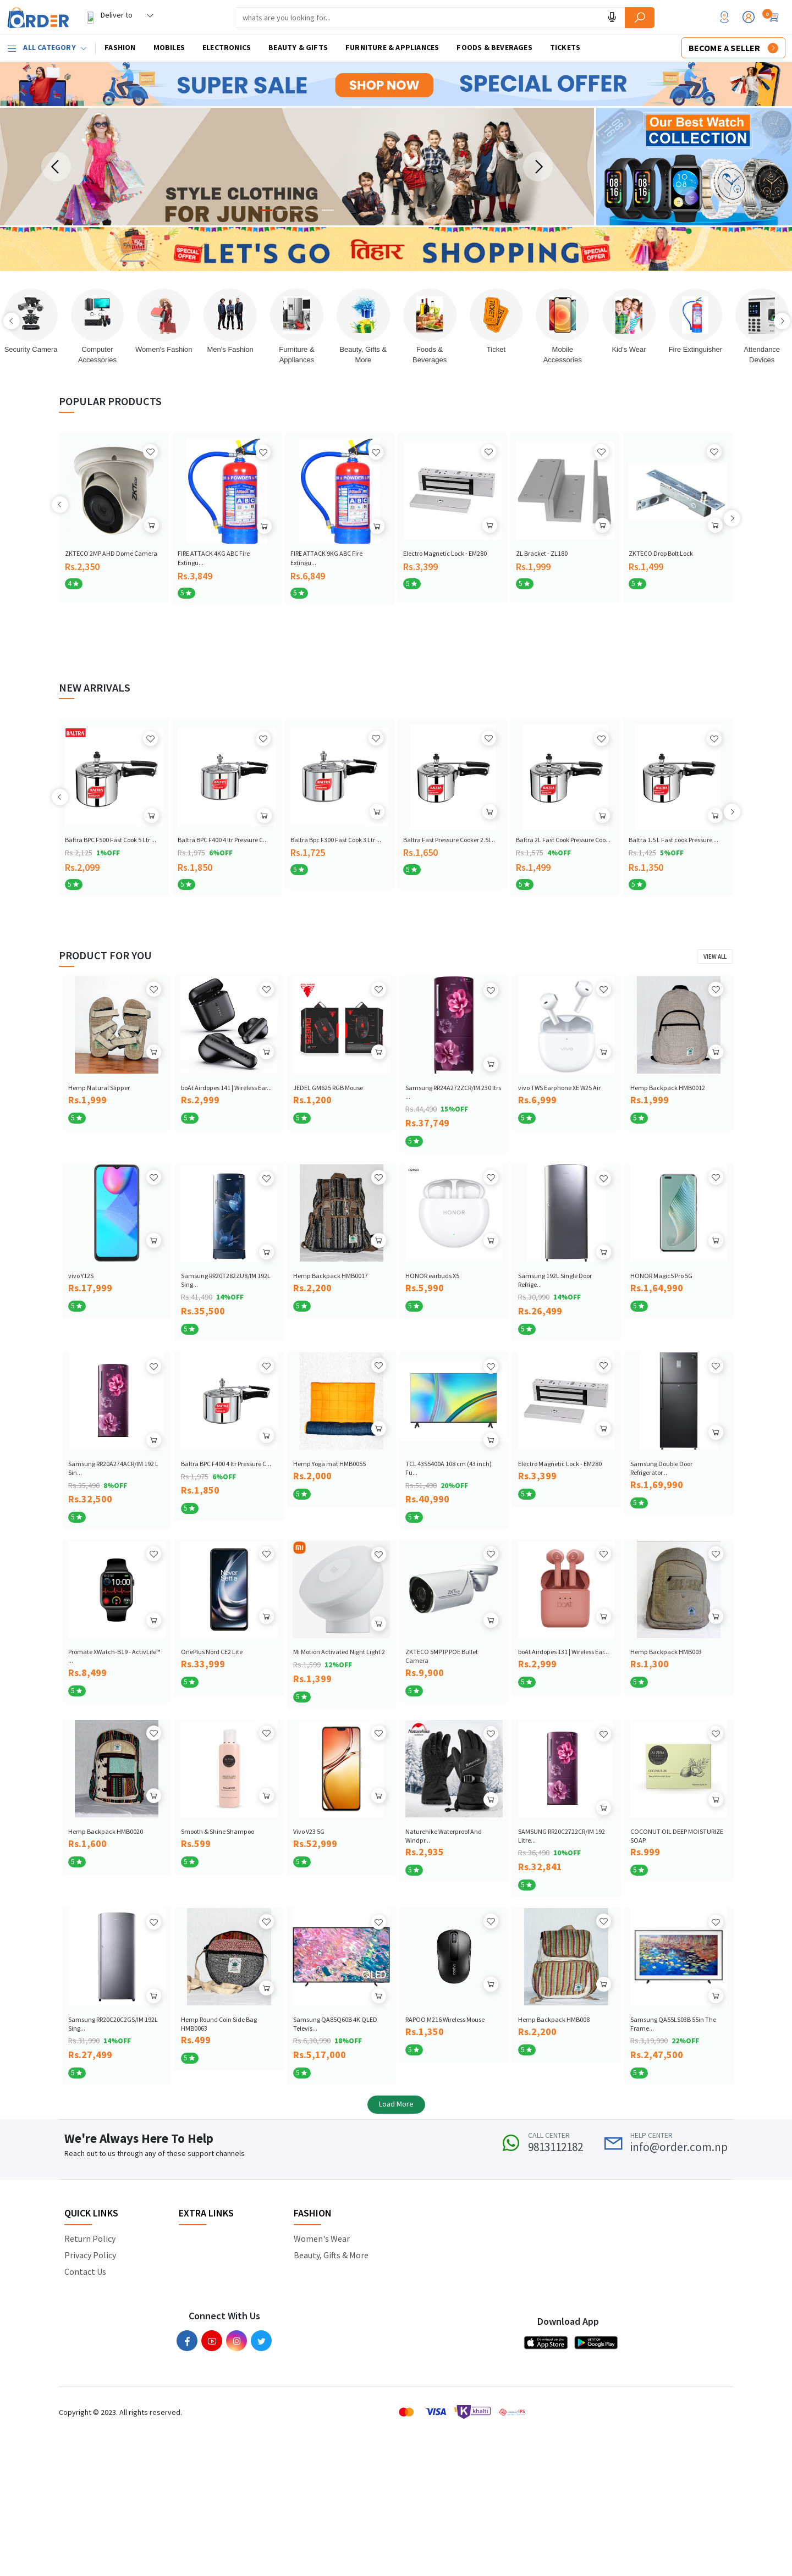 ORDER
Deliver to
whats are you looking for...
0
ALL CATEGORY
FASHION
MOBILES
ELECTRONICS
BEAUTY & GIFTS
FURNITURE & APPLIANCES
FOODS & BEVERAGES
TICKETS
BECOME A SELLER
SUPER SALE
SHOP NOW
SPECIAL OFFER
STYLE CLOTHING
FOR JUNIORS
Our Best Watch
COLLECTION
SPECIAL OFFER
LET'S GO तिहार SHOPPING
SPECIAL OFFER
Security Camera
Computer Accessories
Women's Fashion
Men's Fashion
Furniture & Appliances
Beauty, Gifts & More
Foods & Beverages
Ticket
Mobile Accessories
Kid's Wear
Fire Extinguisher
Attendance Devices
POPULAR PRODUCTS
ZKTECO 2MP AHD Dome Camera
Rs.2,350
4
FIRE ATTACK 4KG ABC Fire Extingu...
Rs.3,849
5
FIRE ATTACK 9KG ABC Fire Extingu...
Rs.6,849
5
Electro Magnetic Lock - EM280
Rs.3,399
5
ZL Bracket - ZL180
Rs.1,999
5
ZKTECO Drop Bolt Lock
Rs.1,499
5
NEW ARRIVALS
BALTRA
Baltra BPC F500 Fast Cook 5 Ltr ...
Rs.2,125 1%OFF
Rs.2,099
5
Baltra BPC F400 4 ltr Pressure C...
Rs.1,975 6%OFF
Rs.1,850
5
Baltra Bpc F300 Fast Cook 3 Ltr ...
Rs.1,725
5
Baltra Fast Pressure Cooker 2.5l...
Rs.1,650
5
Baltra 2L Fast Cook Pressure Coo...
Rs.1,575 4%OFF
Rs.1,499
5
Baltra 1.5 L Fast cook Pressure ...
Rs.1,425 5%OFF
Rs.1,350
5
PRODUCT FOR YOU
VIEW ALL
Hemp Natural Slipper
Rs.1,999
5
boAt Airdopes 141 | Wireless Ear...
Rs.2,999
5
JEDEL GM625 RGB Mouse
Rs.1,200
5
Samsung RR24A272ZCR/IM 230 ltrs ...
Rs.44,490 15%OFF
Rs.37,749
5
vivo TWS Earphone XE W25 Air
Rs.6,999
5
Hemp Backpack HMB0012
Rs.1,999
5
vivo Y12S
Rs.17,999
5
Samsung RR20T282ZU8/IM 192L Sing...
Rs.41,490 14%OFF
Rs.35,500
5
Hemp Backpack HMB0017
Rs.2,200
5
HONOR
HONOR
HONOR earbuds X5
Rs.5,990
5
Samsung 192L Single Door Refrige...
Rs.30,990 14%OFF
Rs.26,499
5
HONOR Magic5 Pro 5G
Rs.1,64,990
5
Samsung RR20A274ACR/IM 192 L Sin...
Rs.35,490 8%OFF
Rs.32,500
5
Baltra BPC F400 4 ltr Pressure C...
Rs.1,975 6%OFF
Rs.1,850
5
Hemp Yoga mat HMB0055
Rs.2,000
5
TCL 43S5400A 108 cm (43 inch) Fu...
Rs.51,490 20%OFF
Rs.40,990
5
Electro Magnetic Lock - EM280
Rs.3,399
5
Samsung Double Door Refrigerator...
Rs.1,69,990
5
10:00
Promate XWatch-B19 - ActivLife™ ...
Rs.8,499
5
Never Settle
OnePlus Nord CE2 Lite
Rs.33,999
5
Mi Motion Activated Night Light 2
Rs.1,599 12%OFF
Rs.1,399
5
ZKTECO 5MP IP POE Bullet Camera
Rs.9,900
5
boAt Airdopes 131 | Wireless Ear...
Rs.2,999
5
Hemp Backpack HMB003
Rs.1,300
5
Hemp Backpack HMB0020
Rs.1,600
5
Smooth & Shine Shampoo
Rs.599
5
Vivo V23 5G
Rs.52,999
5
Naturehike
Naturehike Waterproof And Windpr...
Rs.2,935
5
SAMSUNG RR20C2722CR/IM 192 Litre...
Rs.36,490 10%OFF
Rs.32,841
5
COCONUT OIL DEEP MOISTURIZE SOAP
Rs.999
5
Samsung RR20C20C2GS/IM 192L Sing...
Rs.31,990 14%OFF
Rs.27,499
5
Hemp Round Coin Side Bag HMB0063
Rs.499
5
QLED
Samsung QA85Q60B 4K QLED Televis...
Rs.6,30,990 18%OFF
Rs.5,17,000
5
RAPOO M216 Wireless Mouse
Rs.1,350
5
Hemp Backpack HMB008
Rs.2,200
5
Samsung QA55LS03B 55in The Frame...
Rs.3,19,990 22%OFF
Rs.2,47,500
5
Load More
We're Always Here To Help
Reach out to us through any of these support channels
CALL CENTER
9813112182
HELP CENTER
info@order.com.np
QUICK LINKS
Return Policy
Privacy Policy
Contact Us
EXTRA LINKS
FASHION
Women's Wear
Beauty, Gifts & More
Connect With Us
Download App
App Store
Google Play
Copyright © 2023. All rights reserved.
VISA
khalti